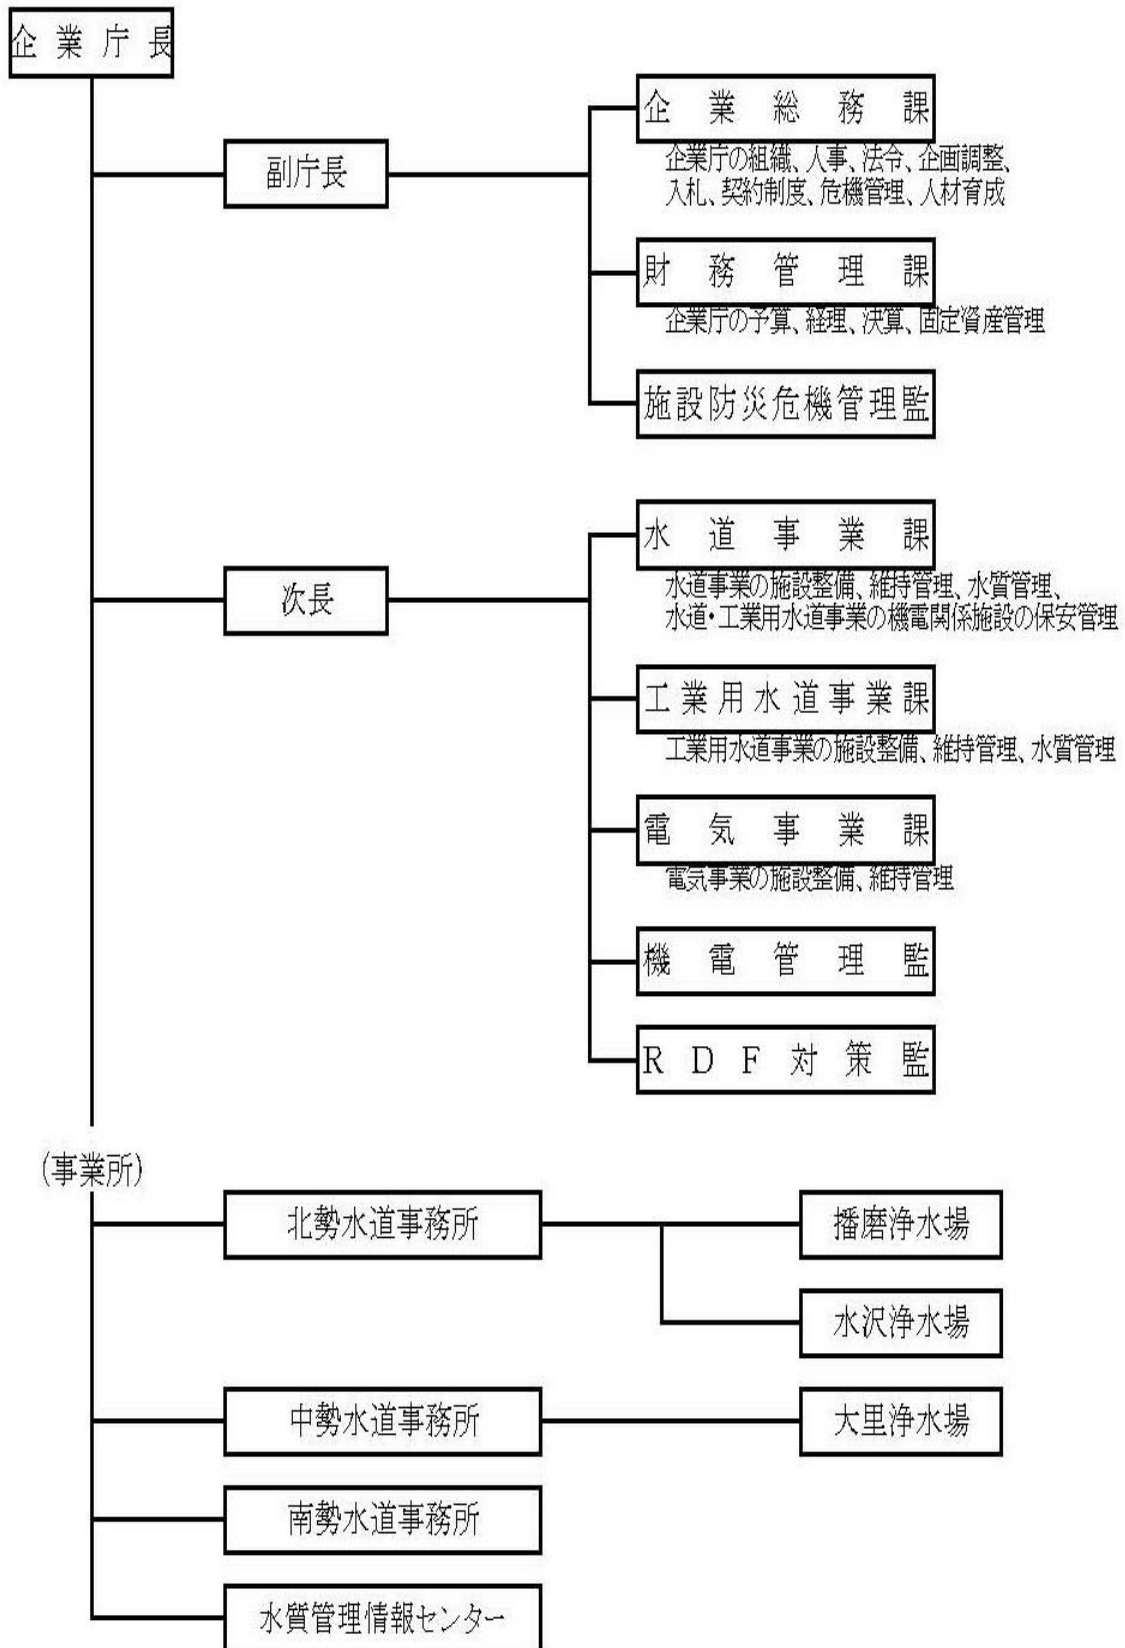 企業庁長
副庁長
企業総務課
企業庁の組織、人事、法令、企画調整、
入札、契約制度、危機管理、人材育成
財務管理課
企業庁の予算、経理、決算、固定資産管理
施設防災危機管理監
次長
水道事業課
水道事業の施設整備、維持管理、水質管理、
水道・工業用水道事業の機電関係施設の保安管理
工業用水道事業課
工業用水道事業の施設整備、維持管理、水質管理
電気事業課
電気事業の施設整備、維持管理
機電管理監
RDF対策監
(事業所)
北勢水道事務所
播磨浄水場
水沢浄水場
中勢水道事務所
大里浄水場
南勢水道事務所
水質管理情報センター